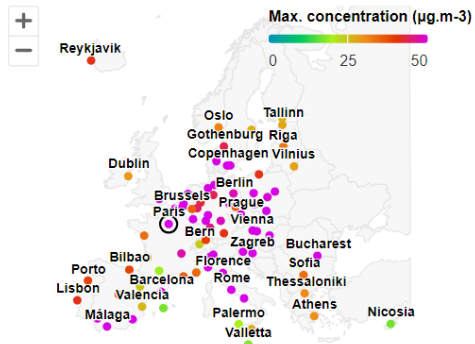 +
−
Max. concentration (µg.m-3)
0 25 50
Reykjavik
Oslo
Tallinn
Gothenburg
Riga
Copenhagen
Vilnius
Dublin
Berlin
Brussels
Prague
Paris
Vienna
Bern
Zagreb
Bucharest
Bilbao
Florence
Sofia
Porto
Barcelona
Rome
Thessaloniki
Lisbon
Valencia
Athens
Málaga
Palermo
Nicosia
Valletta